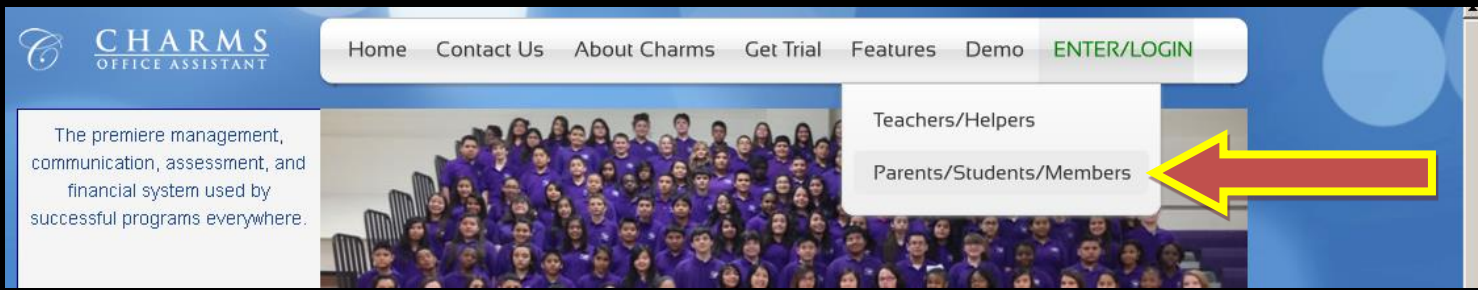 CHARMS
OFFICE ASSISTANT
Home Contact Us About Charms Get Trial Features Demo ENTER/LOGIN
Teachers/Helpers
Parents/Students/Members
The premiere management,
communication, assessment, and
financial system used by
successful programs everywhere.